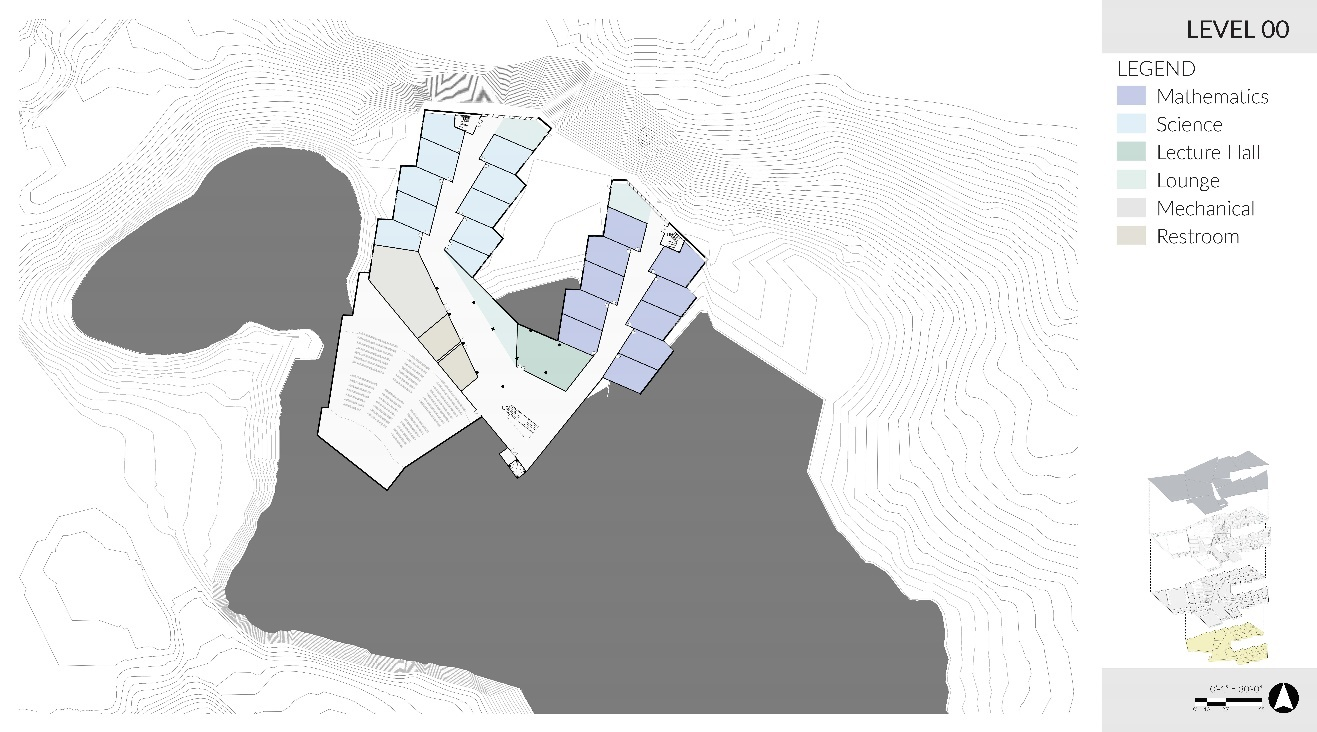 LEVEL 00
LEGEND
Mathematics
Science
Lecture Hall
Lounge
Mechanical
Restroom